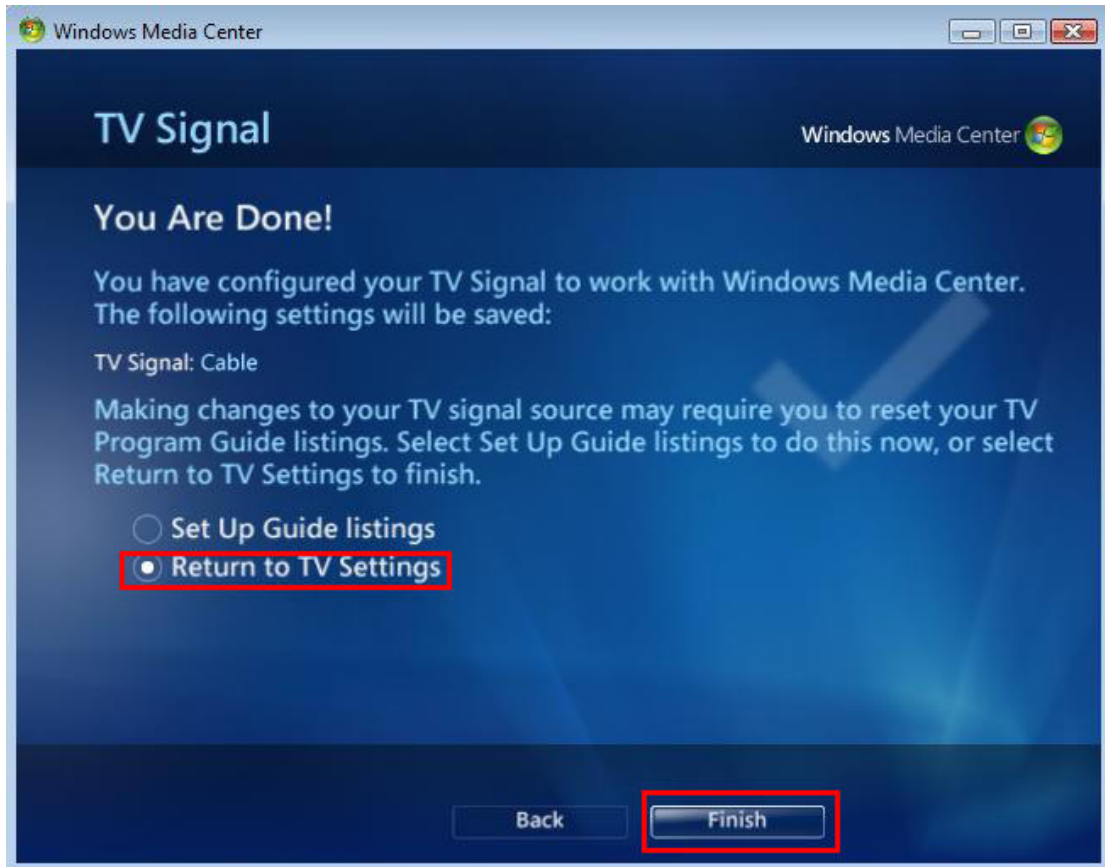 Windows Media Center
TV Signal
Windows Media Center
You Are Done!
You have configured your TV Signal to work with Windows Media Center.
The following settings will be saved:
TV Signal: Cable
Making changes to your TV signal source may require you to reset your TV
Program Guide listings. Select Set Up Guide listings to do this now, or select
Return to TV Settings to finish.
Set Up Guide listings
Return to TV Settings
Back
Finish